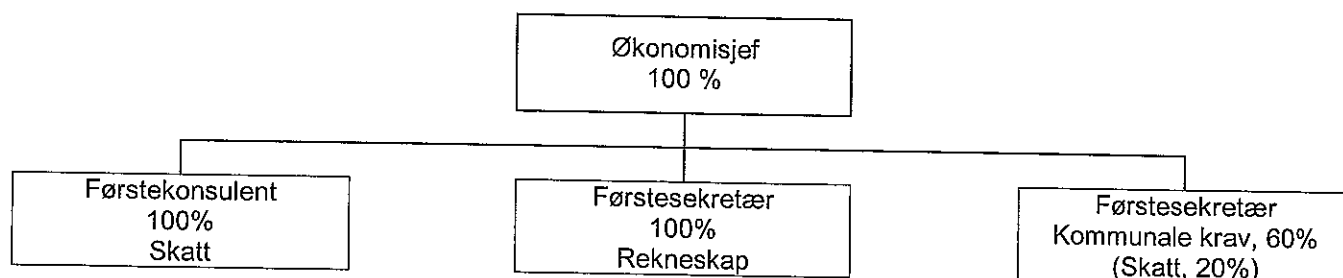 Økonomisjef
100 %
Førstekonsulent
100%
Skatt
Førstesekretær
100%
Rekneskap
Førstesekretær
Kommunale krav, 60%
(Skatt, 20%)